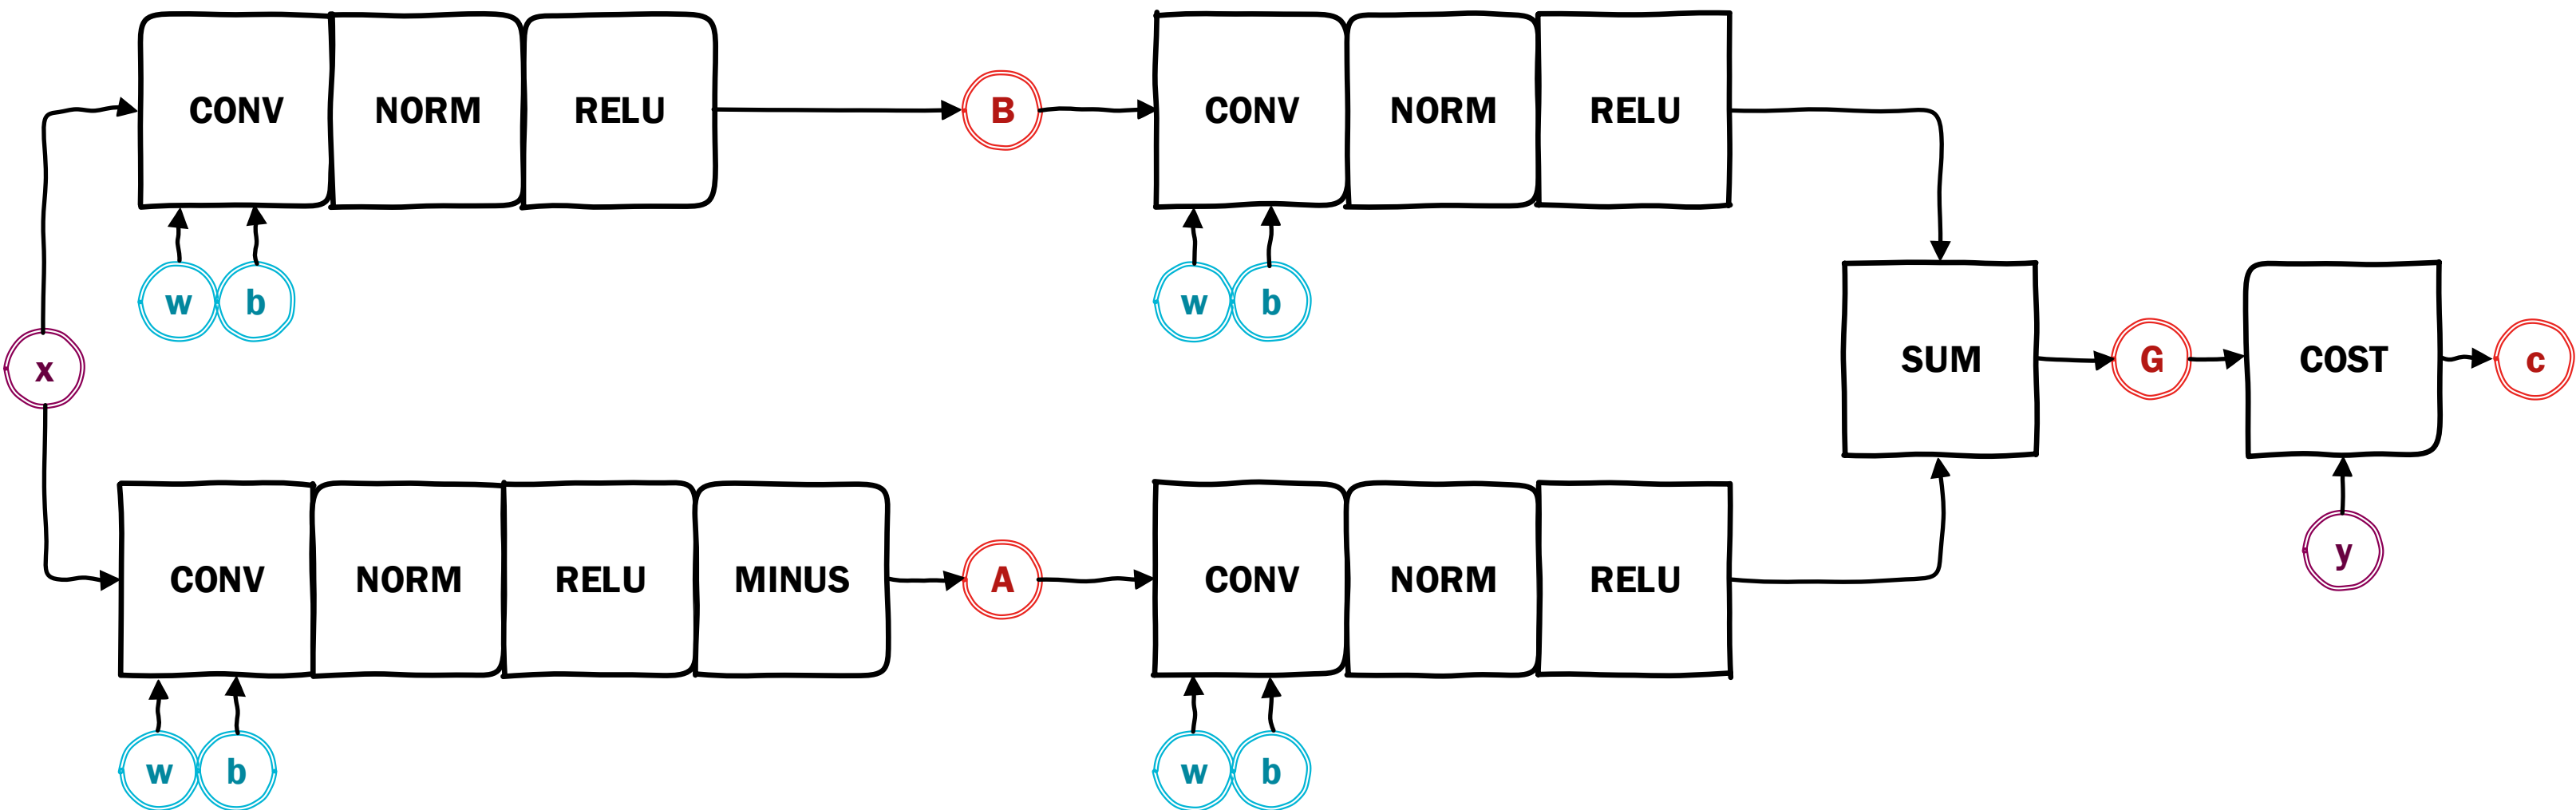 CONV NORM RELU B CONV NORM RELU
w b w b
x SUM G COST c
CONV NORM RELU MINUS A CONV NORM RELU y
w b w b